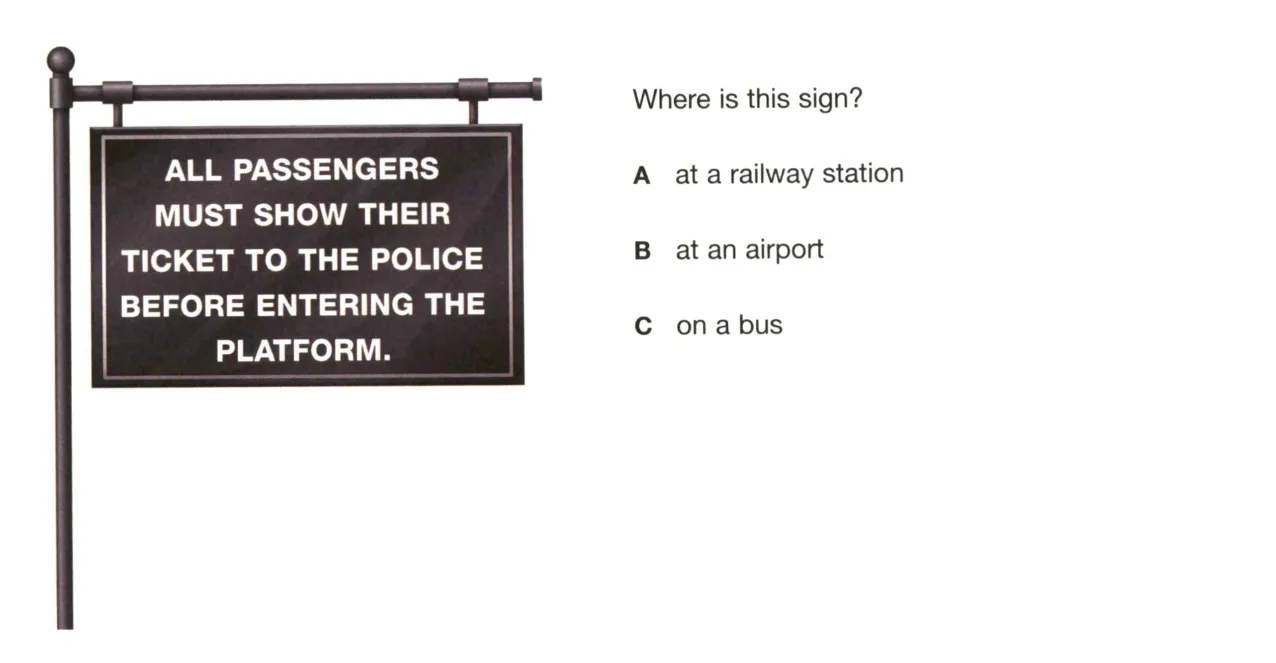 ALL PASSENGERS
MUST SHOW THEIR
TICKET TO THE POLICE
BEFORE ENTERING THE
PLATFORM.
Where is this sign?
A at a railway station
B at an airport
C on a bus